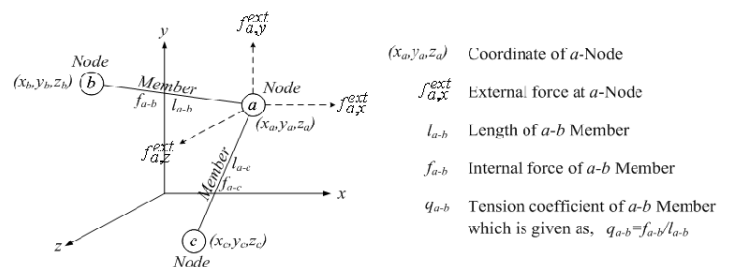 f^ext_a,y
y
Node
(x_b,y_b,z_b) b
Member
f_a-b l_a-b
Node
a
f^ext_a,x
(x_a,y_a,z_a)
f^ext_a,z
Member
l_a-c
f_a-c
x
z
c (x_c,y_c,z_c)
Node
(x_a,y_a,z_a) Coordinate of a-Node
f^ext_a,x External force at a-Node
l_a-b Length of a-b Member
f_a-b Internal force of a-b Member
q_a-b Tension coefficient of a-b Member
which is given as, q_a-b=f_a-b/l_a-b